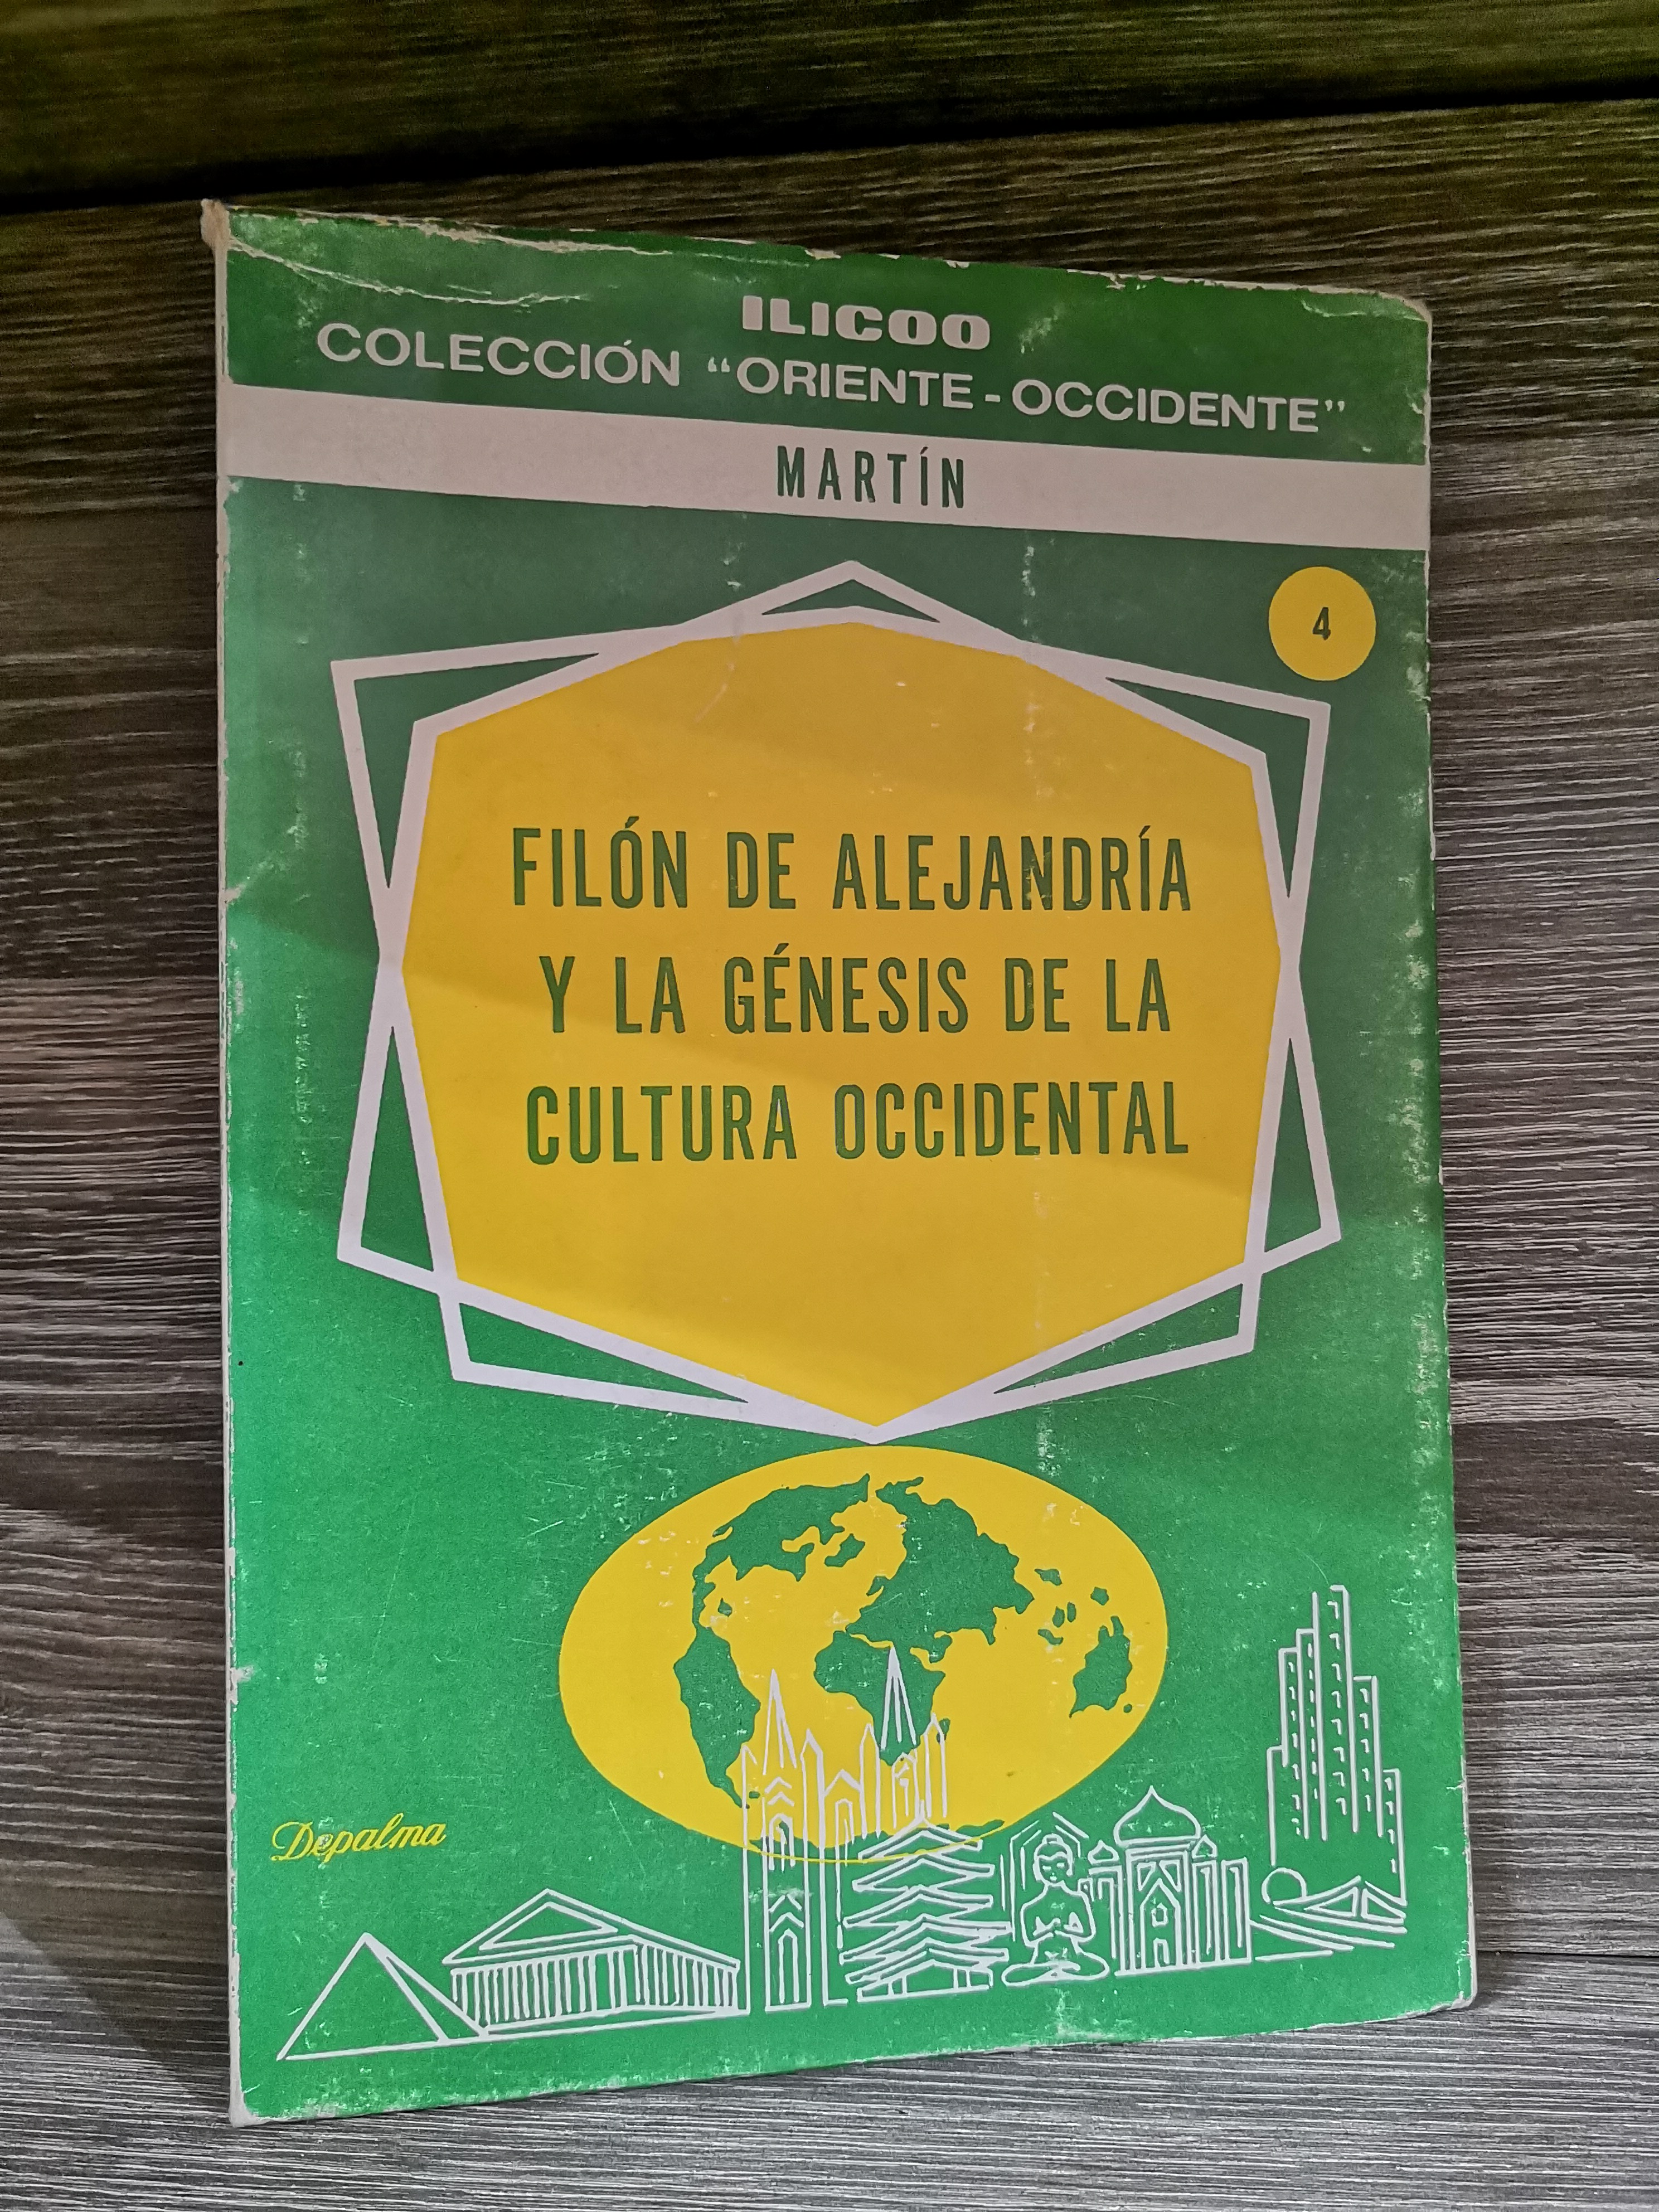 ILICOO
COLECCIÓN “ORIENTE - OCCIDENTE”
MARTÍN
4
FILÓN DE ALEJANDRÍA
Y LA GÉNESIS DE LA
CULTURA OCCIDENTAL
Depalma